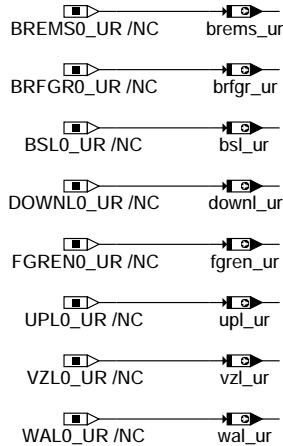 BREMS0_UR /NC brems_ur
BRFGR0_UR /NC brfgr_ur
BSL0_UR /NC bsl_ur
DOWNL0_UR /NC downl_ur
FGREN0_UR /NC fgren_ur
UPL0_UR /NC upl_ur
VZL0_UR /NC vzl_ur
WAL0_UR /NC wal_ur